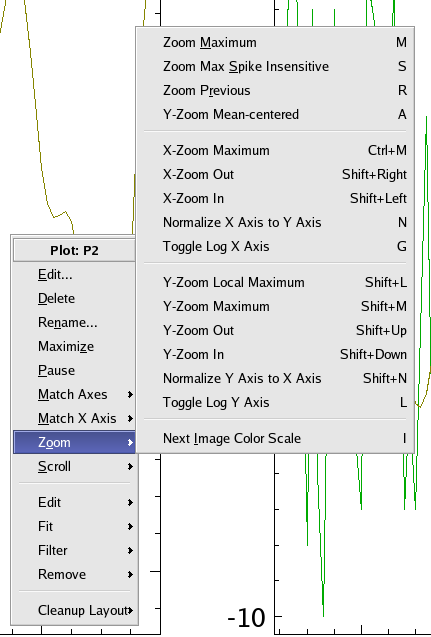 Plot: P2
Edit...
Delete
Rename...
Maximize
Pause
Match Axes
Match X Axis
Zoom
Scroll
Edit
Fit
Filter
Remove
Cleanup Layout
Zoom Maximum M
Zoom Max Spike Insensitive S
Zoom Previous R
Y-Zoom Mean-centered A
X-Zoom Maximum Ctrl+M
X-Zoom Out Shift+Right
X-Zoom In Shift+Left
Normalize X Axis to Y Axis N
Toggle Log X Axis G
Y-Zoom Local Maximum Shift+L
Y-Zoom Maximum Shift+M
Y-Zoom Out Shift+Up
Y-Zoom In Shift+Down
Normalize Y Axis to X Axis Shift+N
Toggle Log Y Axis L
Next Image Color Scale I
-10